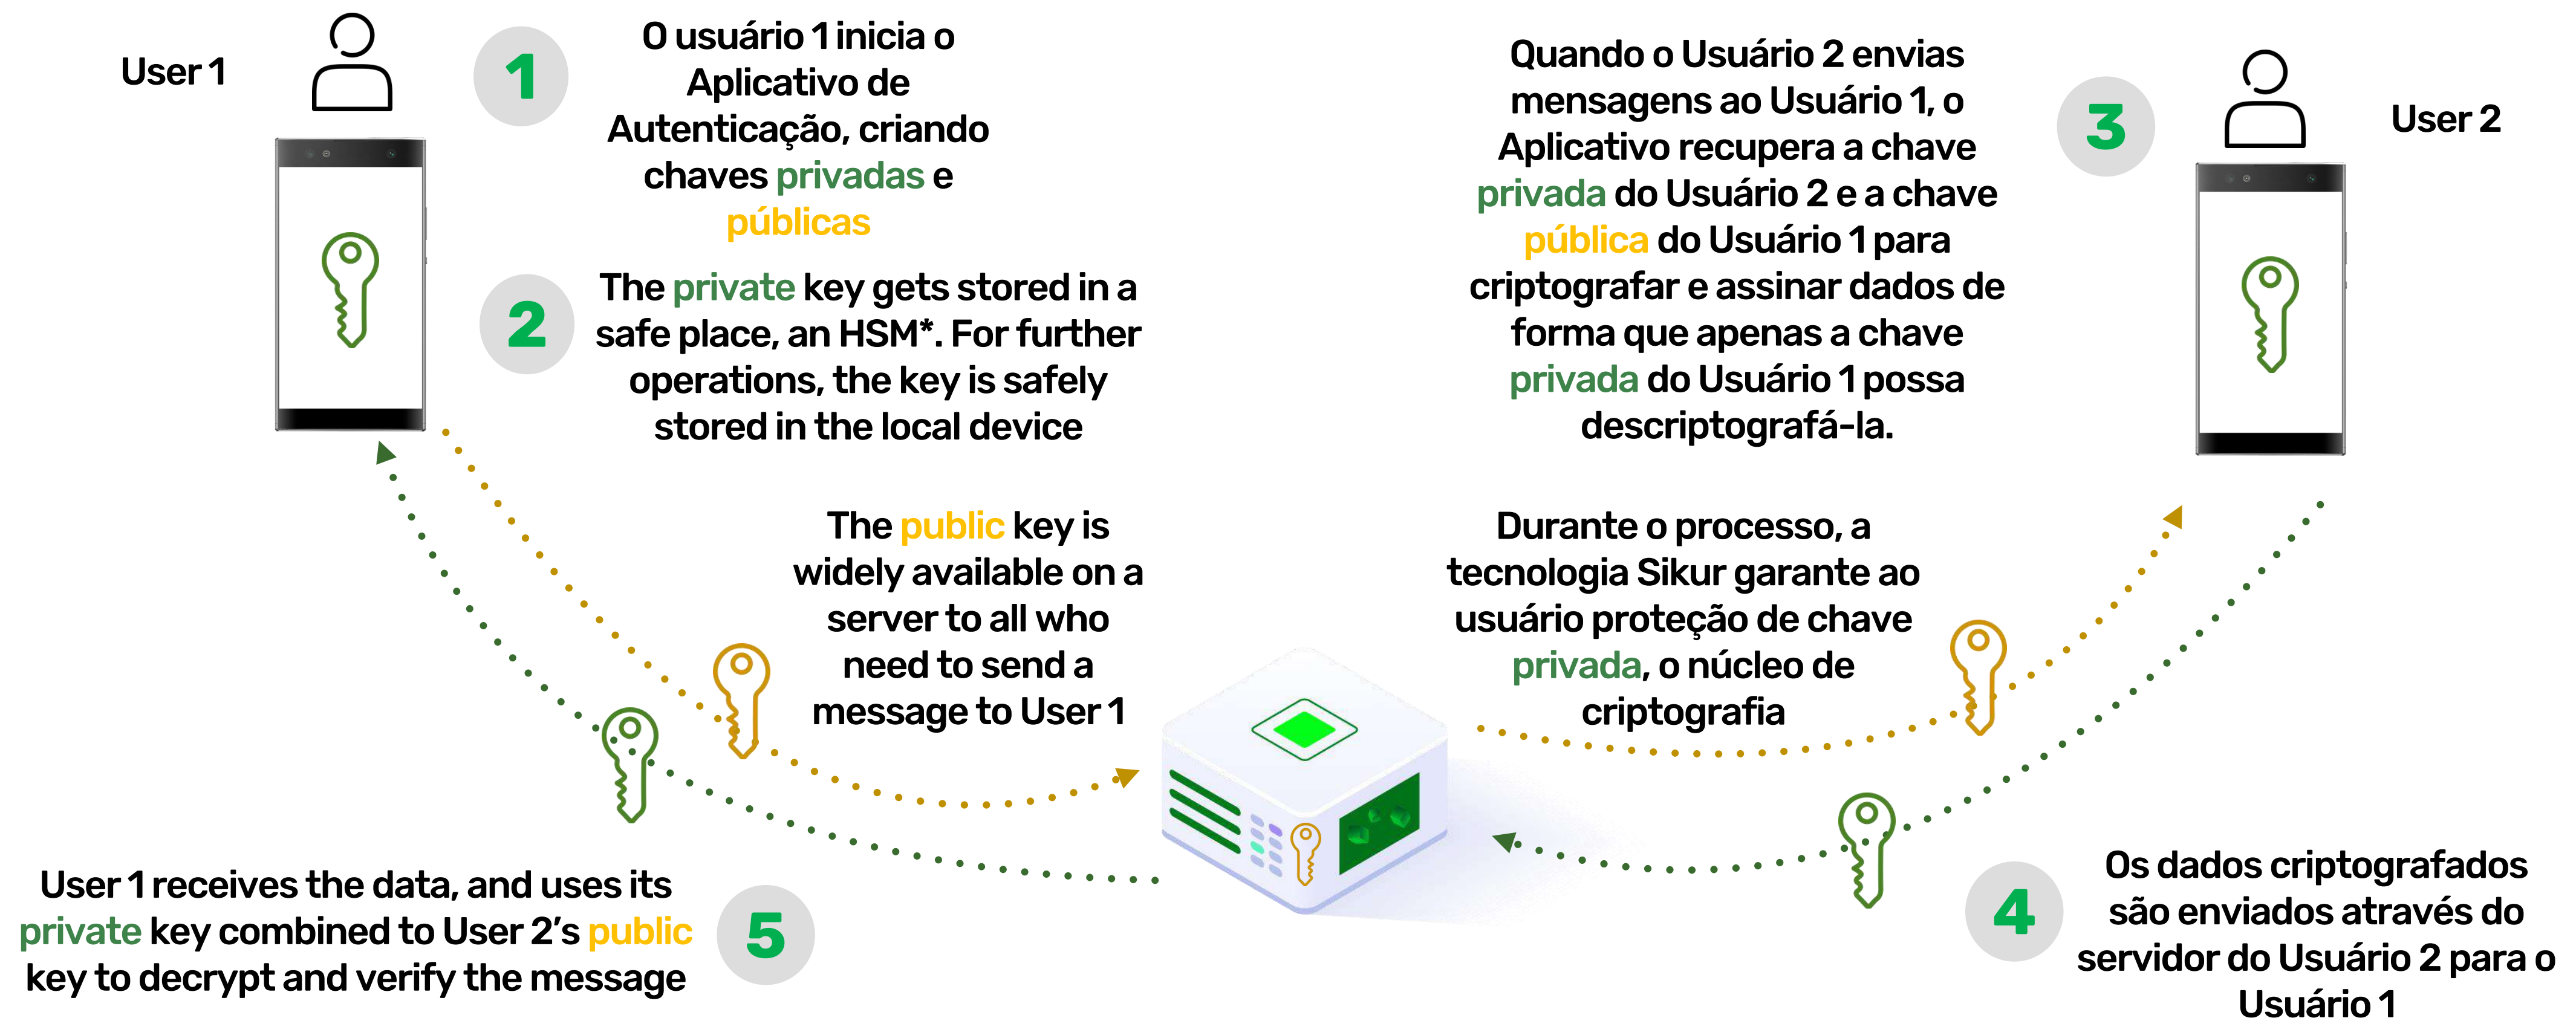 User 1
1
O usuário 1 inicia o
Aplicativo de
Autenticação, criando
chaves privadas e
públicas
2
The private key gets stored in a
safe place, an HSM*. For further
operations, the key is safely
stored in the local device
The public key is
widely available on a
server to all who
need to send a
message to User 1
Quando o Usuário 2 envias
mensagens ao Usuário 1, o
Aplicativo recupera a chave
privada do Usuário 2 e a chave
pública do Usuário 1 para
criptografar e assinar dados de
forma que apenas a chave
privada do Usuário 1 possa
descriptografá-la.
3
User 2
Durante o processo, a
tecnologia Sikur garante ao
usuário proteção de chave
privada, o núcleo de
criptografia
4
Os dados criptografados
são enviados através do
servidor do Usuário 2 para o
Usuário 1
User 1 receives the data, and uses its
private key combined to User 2’s public
key to decrypt and verify the message
5